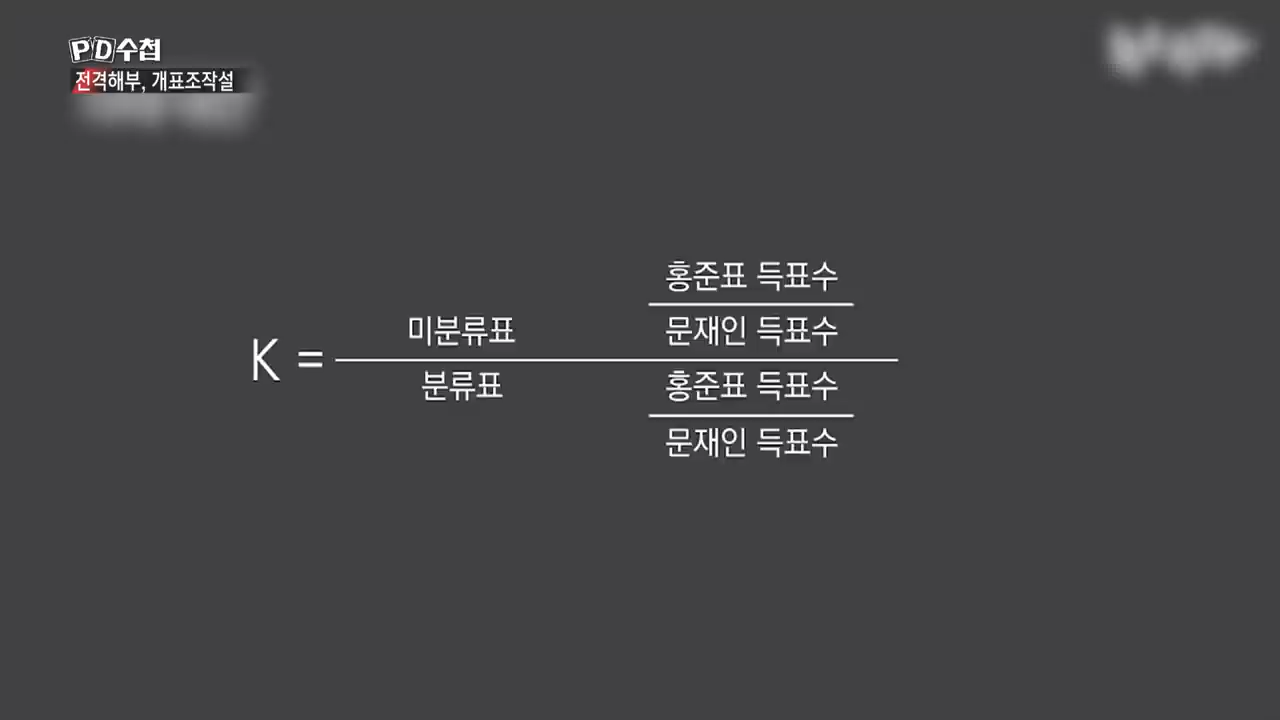 PD수첩
전격해부, 개표조작설
홍준표 득표수
미분류표 문재인 득표수
K =
분류표 홍준표 득표수
문재인 득표수